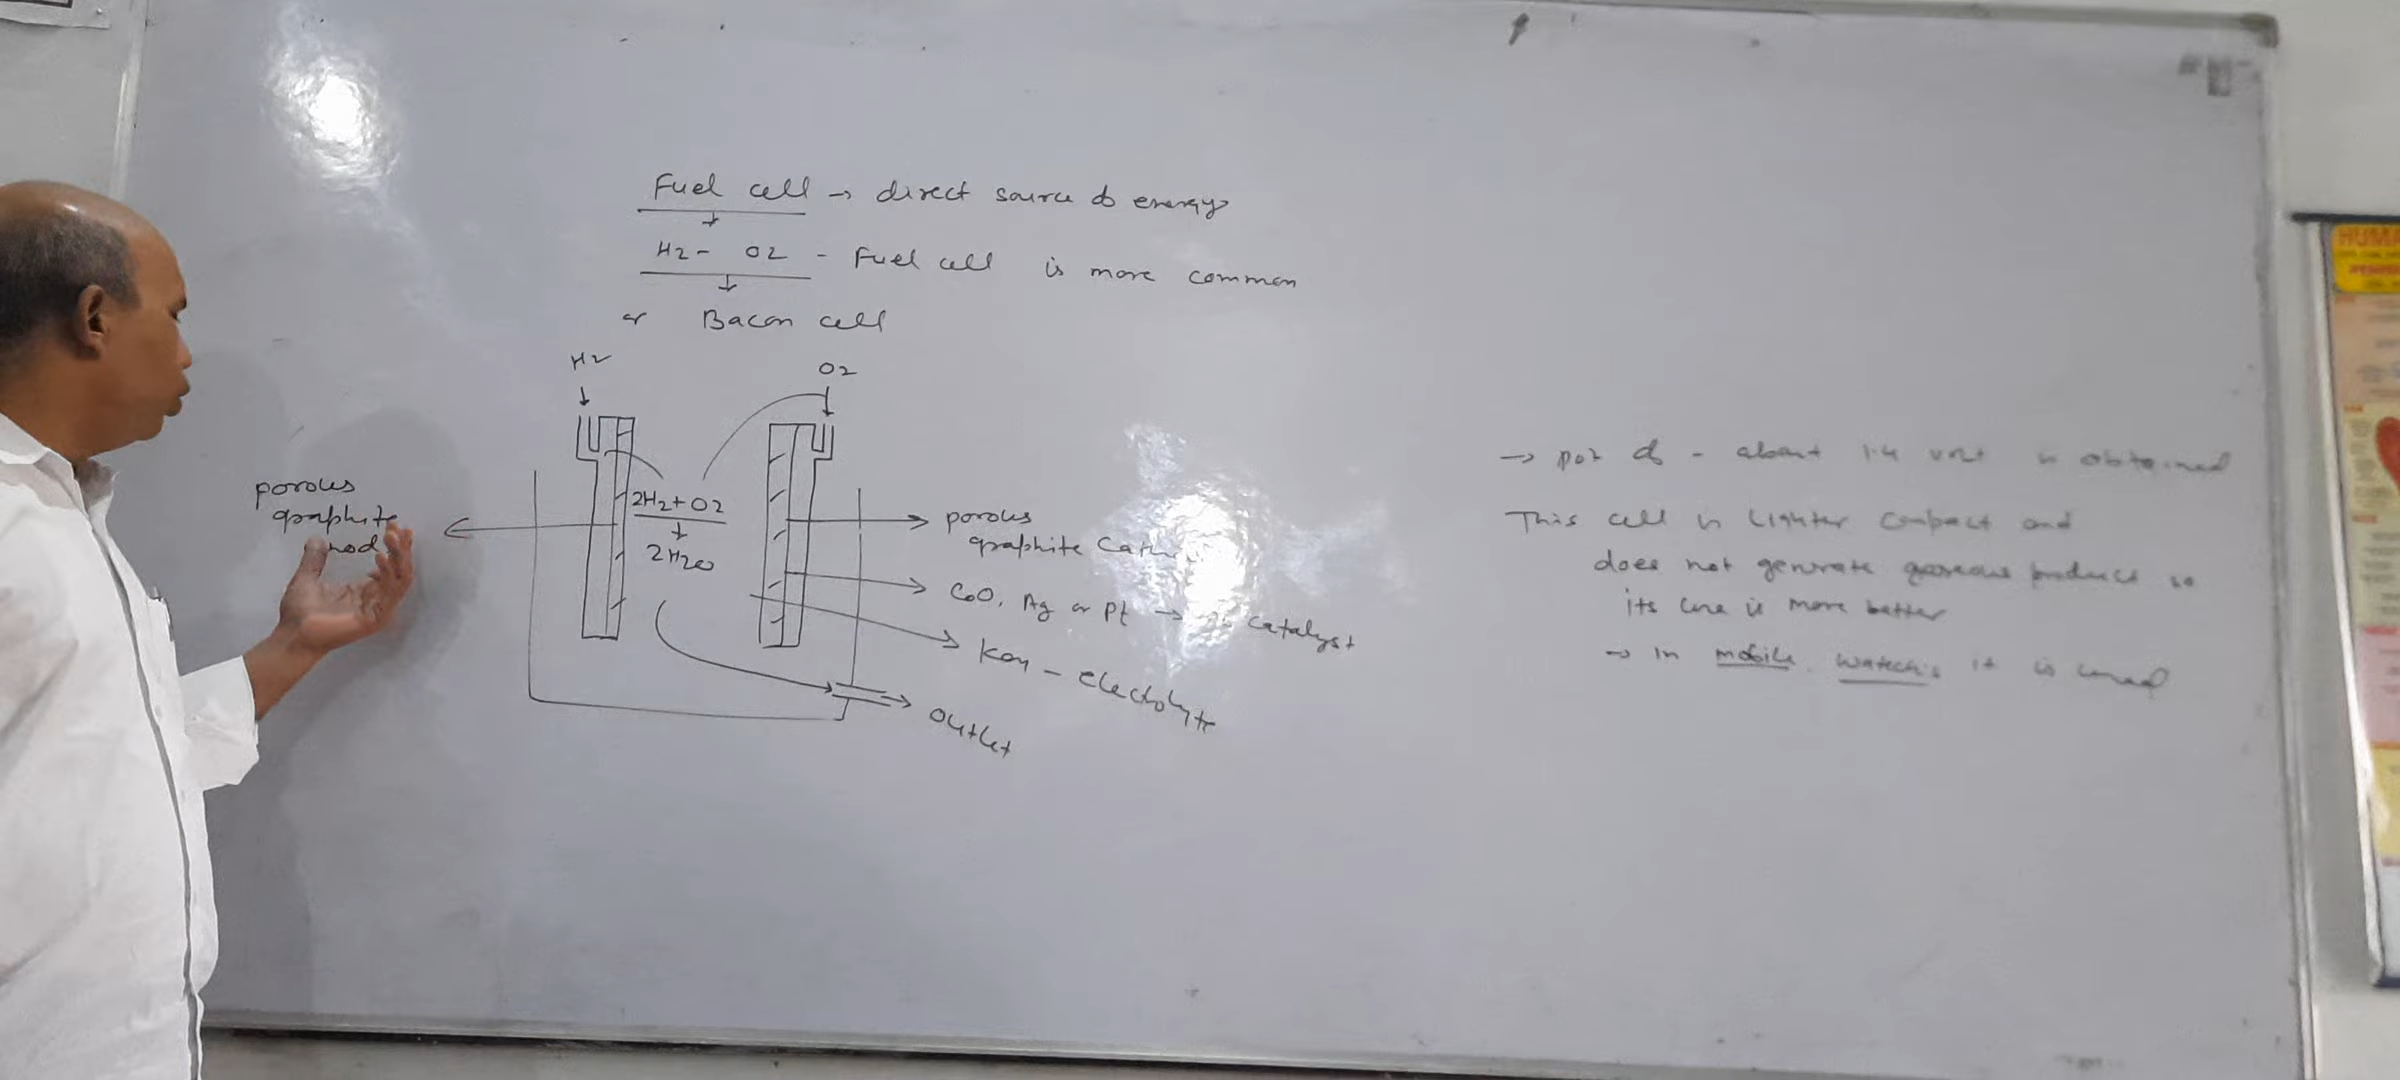 Fuel cell → direct source of energy
H2 - O2 - Fuel cell is more common
or Bacon cell
H2
O2
porous
graphite
2H2 + O2
2H2O
porous
graphite
CoO, Ag or Pt → catalyst
KOH - Electolyte
Outlet
→ pot of - about 1.4 volt is obtained
This cell is Lighter compact and
does not generate gaseous product so
its use is more better
→ In mobile watch's it is used
HUMA